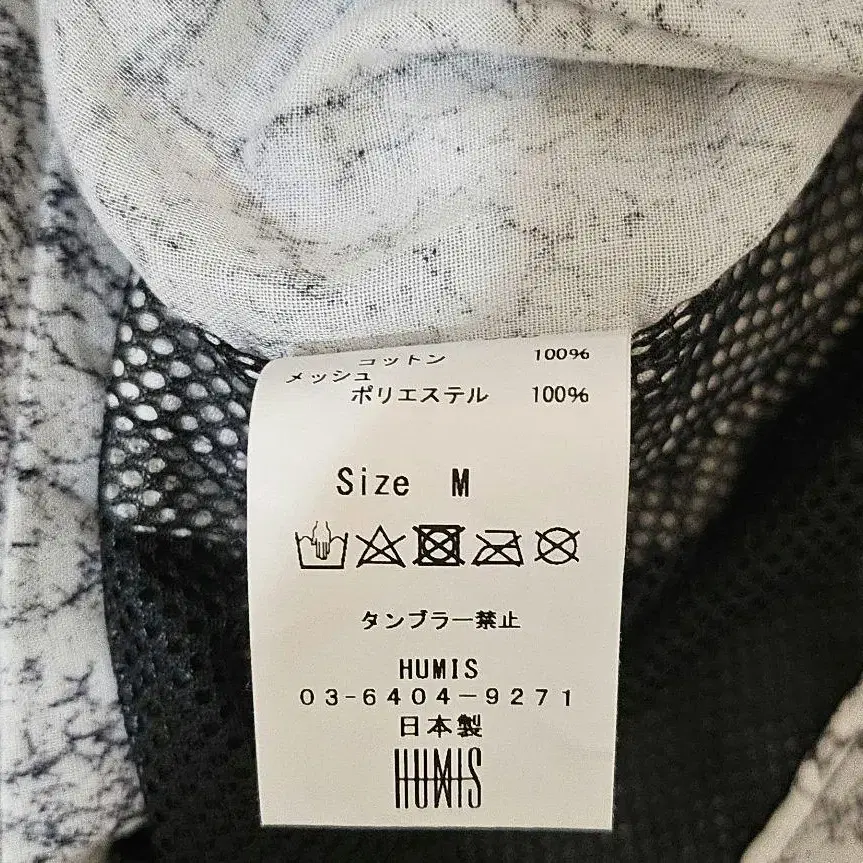 コットン 100%
メッシュ
ポリエステル 100%
Size M
タンブラー禁止
HUMIS
03-6404-9271
日本製
HUMIS